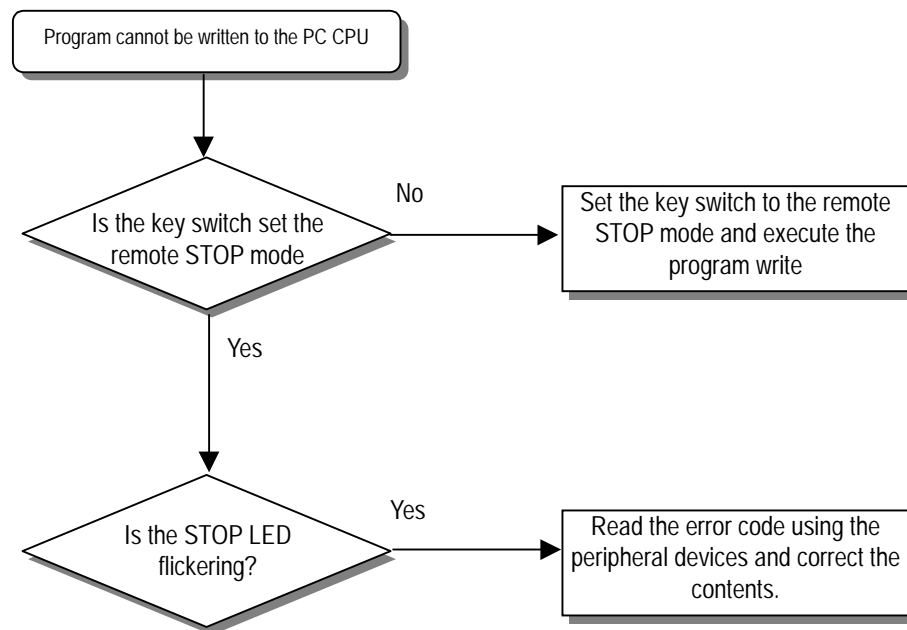 Program cannot be written to the PC CPU
Is the key switch set the
remote STOP mode
No
Set the key switch to the remote
STOP mode and execute the
program write
Yes
Is the STOP LED
flickering?
Yes
Read the error code using the
peripheral devices and correct the
contents.